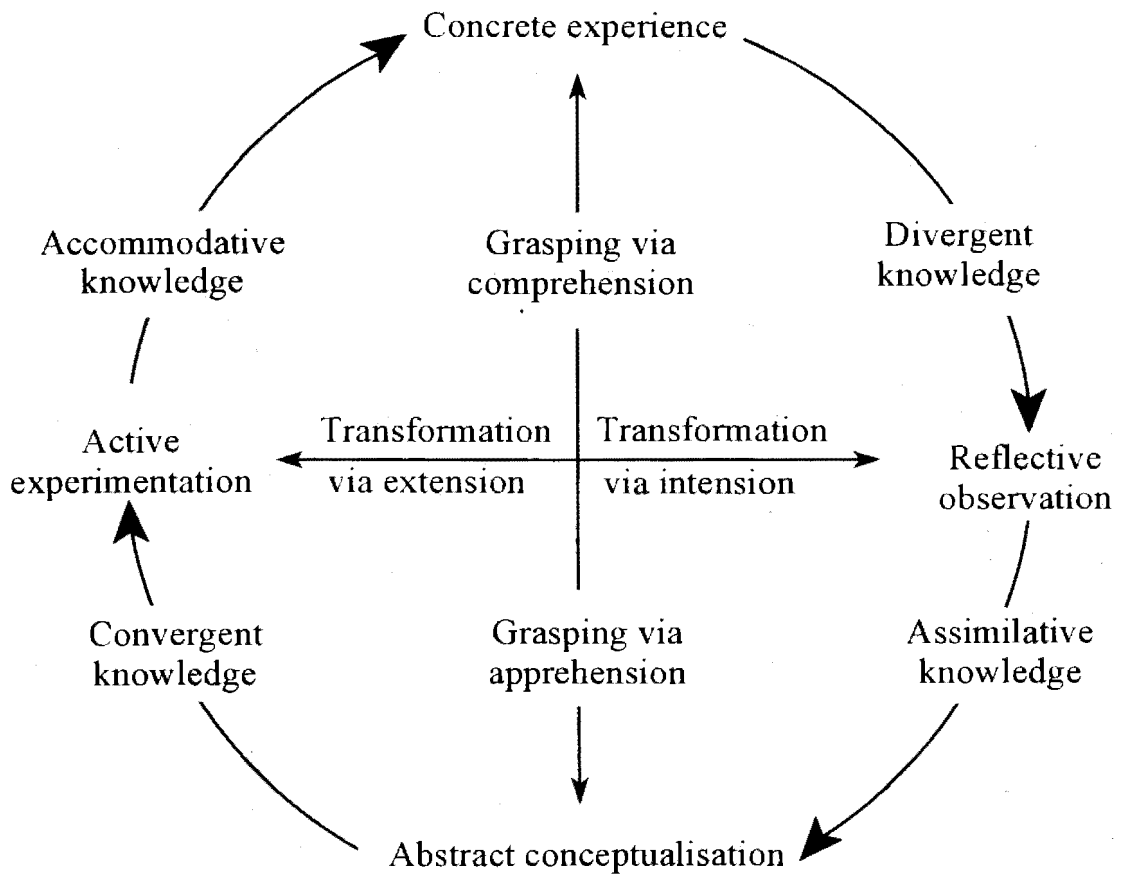 Concrete experience
Accommodative
knowledge
Grasping via
comprehension
Divergent
knowledge
Active
experimentation
Transformation
via extension
Transformation
via intension
Reflective
observation
Convergent
knowledge
Grasping via
apprehension
Assimilative
knowledge
Abstract conceptualisation